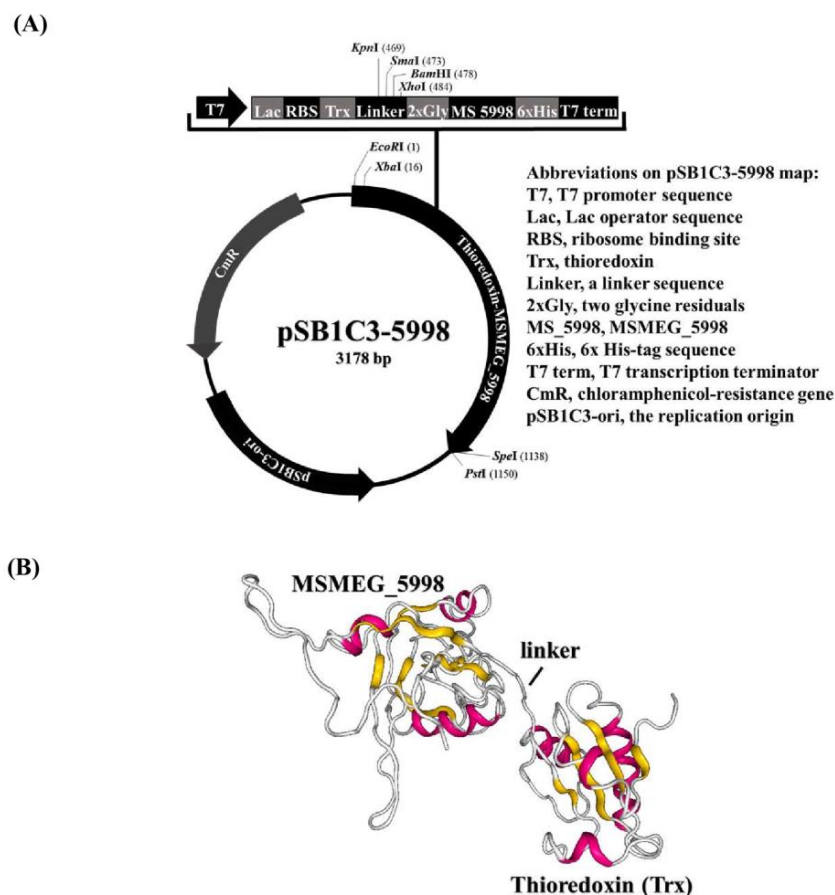 (A)
KpnI (469)
SmaI (473)
BamHI (478)
XhoI (484)
T7 Lac RBS Trx Linker 2xGly MS 5998 6xHis T7 term
EcoRI (1)
XbaI (16)
CmR
Thioredoxin-MSMEG_5998
pSB1C3-5998
3178 bp
pSB1C3-ori
SpeI (1138)
PstI (1150)
Abbreviations on pSB1C3-5998 map:
T7, T7 promoter sequence
Lac, Lac operator sequence
RBS, ribosome binding site
Trx, thioredoxin
Linker, a linker sequence
2xGly, two glycine residuals
MS_5998, MSMEG_5998
6xHis, 6x His-tag sequence
T7 term, T7 transcription terminator
CmR, chloramphenicol-resistance gene
pSB1C3-ori, the replication origin
(B)
MSMEG_5998
linker
Thioredoxin (Trx)